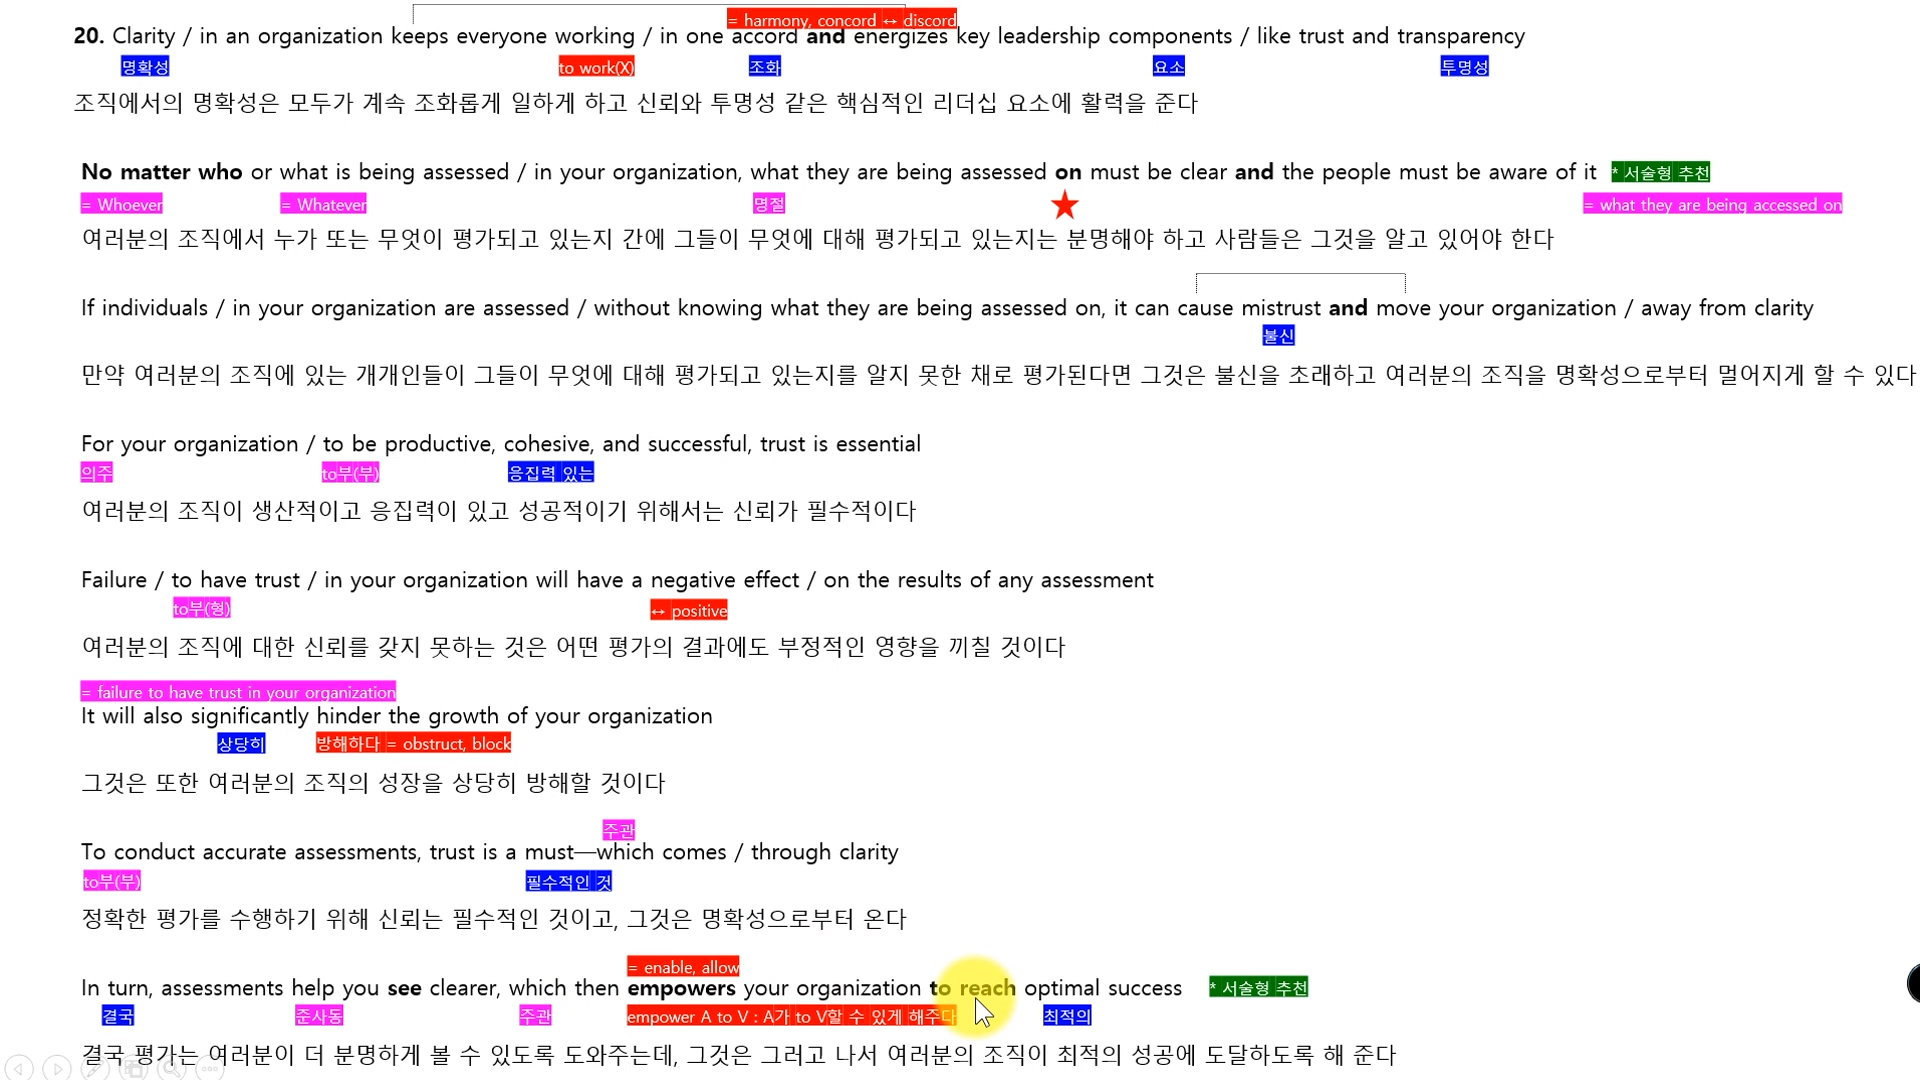 = harmony, concord ↔ discord
20. Clarity / in an organization keeps everyone working / in one accord and energizes key leadership components / like trust and transparency
명확성 to work(X) 조화 요소 투명성
조직에서의 명확성은 모두가 계속 조화롭게 일하게 하고 신뢰와 투명성 같은 핵심적인 리더십 요소에 활력을 준다
No matter who or what is being assessed / in your organization, what they are being assessed on must be clear and the people must be aware of it * 서술형 추천
= Whoever = Whatever 명절 ★ = what they are being accessed on
여러분의 조직에서 누가 또는 무엇이 평가되고 있는지 간에 그들이 무엇에 대해 평가되고 있는지는 분명해야 하고 사람들은 그것을 알고 있어야 한다
If individuals / in your organization are assessed / without knowing what they are being assessed on, it can cause mistrust and move your organization / away from clarity
불신
만약 여러분의 조직에 있는 개개인들이 그들이 무엇에 대해 평가되고 있는지를 알지 못한 채로 평가된다면 그것은 불신을 초래하고 여러분의 조직을 명확성으로부터 멀어지게 할 수 있다
For your organization / to be productive, cohesive, and successful, trust is essential
의주 to부(부) 응집력 있는
여러분의 조직이 생산적이고 응집력이 있고 성공적이기 위해서는 신뢰가 필수적이다
Failure / to have trust / in your organization will have a negative effect / on the results of any assessment
to부(형) ↔ positive
여러분의 조직에 대한 신뢰를 갖지 못하는 것은 어떤 평가의 결과에도 부정적인 영향을 끼칠 것이다
= failure to have trust in your organization
It will also significantly hinder the growth of your organization
상당히 방해하다 = obstruct, block
그것은 또한 여러분의 조직의 성장을 상당히 방해할 것이다
주관
To conduct accurate assessments, trust is a must—which comes / through clarity
to부(부) 필수적인 것
정확한 평가를 수행하기 위해 신뢰는 필수적인 것이고, 그것은 명확성으로부터 온다
= enable, allow
In turn, assessments help you see clearer, which then empowers your organization to reach optimal success * 서술형 추천
결국 준사동 주관 empower A to V : A가 to V할 수 있게 해주다 최적의
결국 평가는 여러분이 더 분명하게 볼 수 있도록 도와주는데, 그것은 그러고 나서 여러분의 조직이 최적의 성공에 도달하도록 해 준다